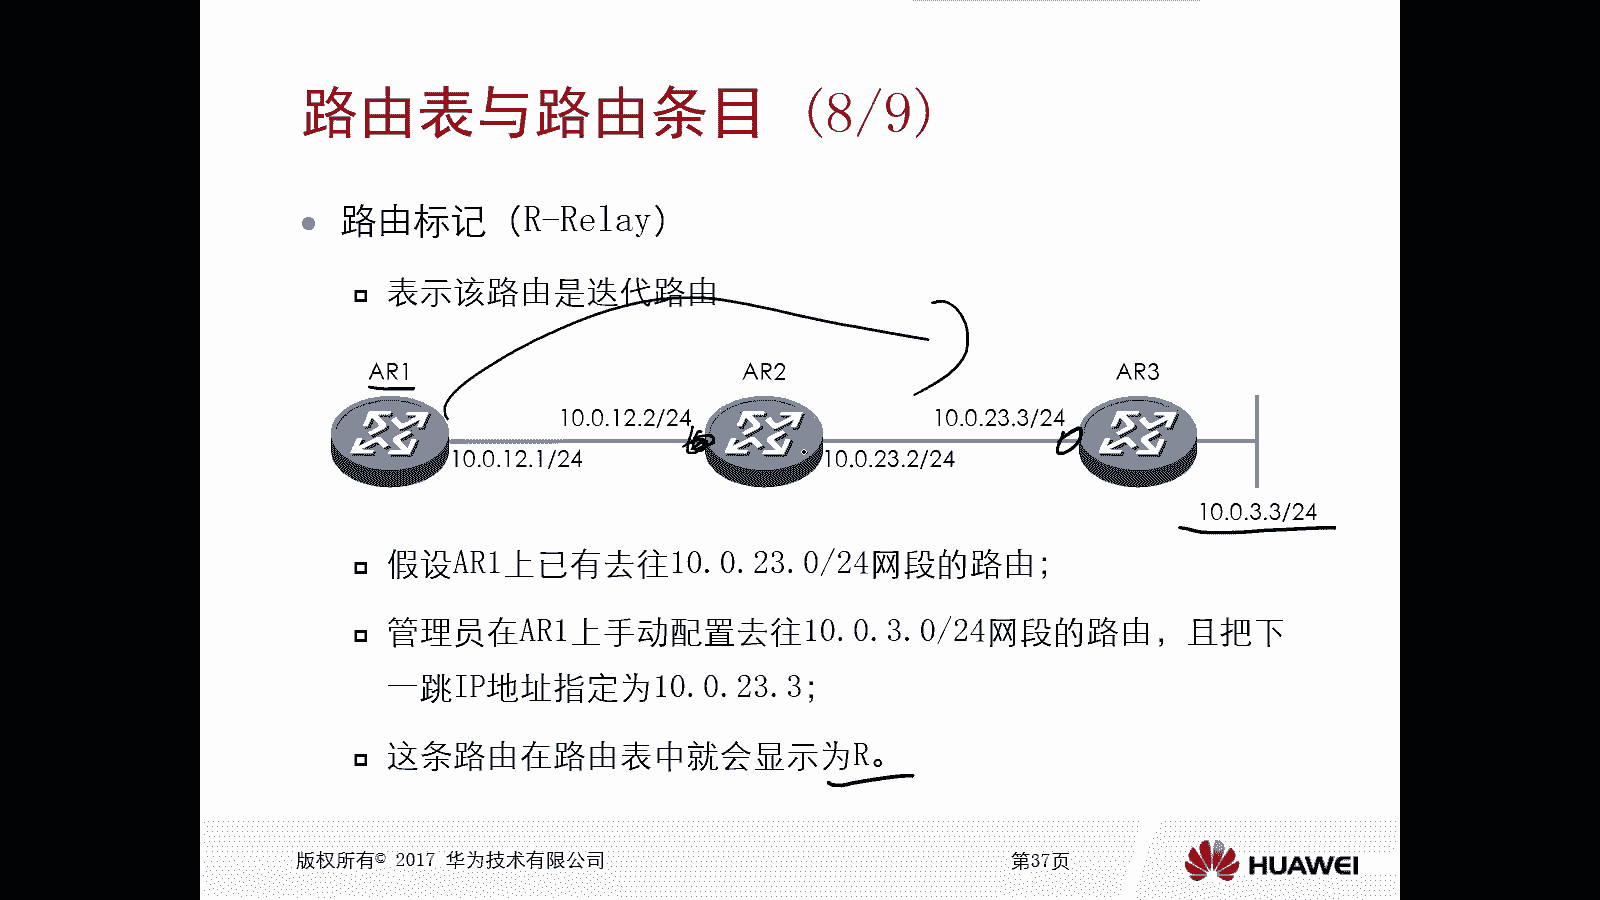 路由表与路由条目（8/9）
路由标记（R-Relay）
表示该路由是迭代路由
AR1
AR2
AR3
10.0.12.2/24
10.0.23.3/24
10.0.12.1/24
10.0.23.2/24
10.0.3.3/24
假设AR1上已有去往10.0.23.0/24网段的路由；
管理员在AR1上手动配置去往10.0.3.0/24网段的路由，且把下
一跳IP地址指定为10.0.23.3；
这条路由在路由表中就会显示为R。
版权所有© 2017 华为技术有限公司
第37页
HUAWEI